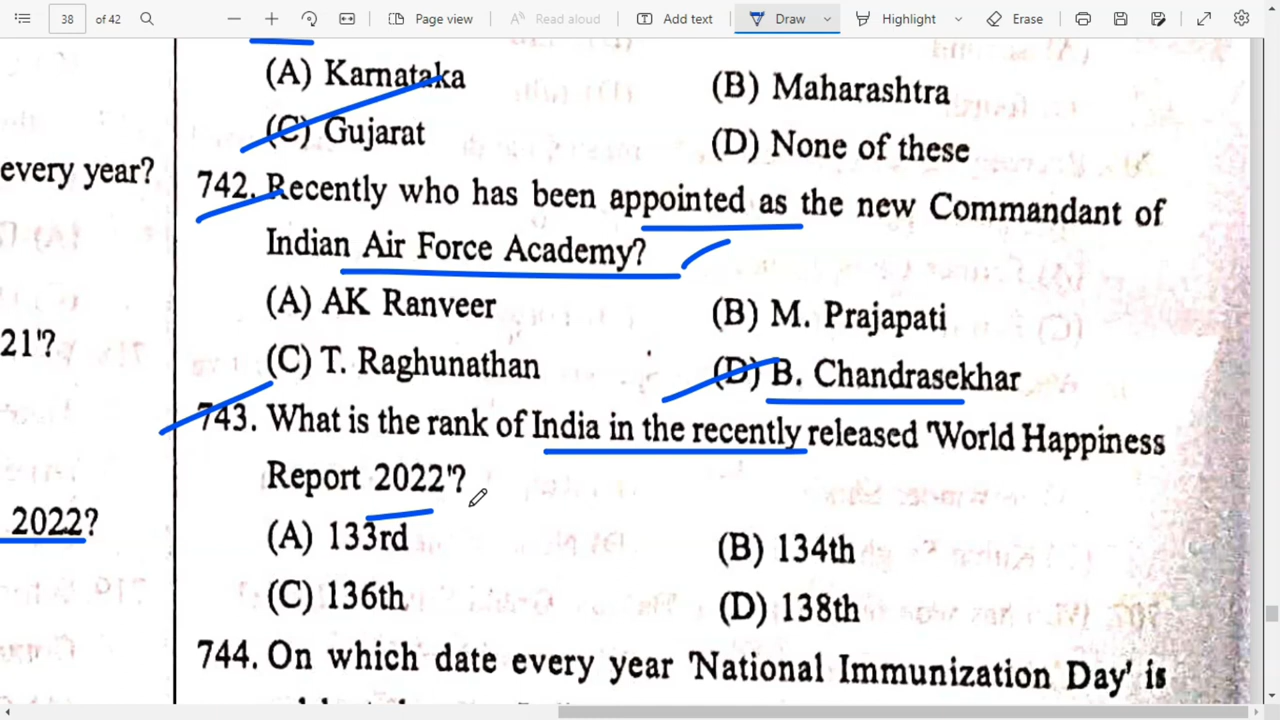 38 of 42 Page view Read aloud Add text Draw Highlight Erase
(A) Karnataka (B) Maharashtra
(C) Gujarat (D) None of these
every year?
742. Recently who has been appointed as the new Commandant of
Indian Air Force Academy?
(A) AK Ranveer (B) M. Prajapati
21'?
(C) T. Raghunathan (D) B. Chandrasekhar
743. What is the rank of India in the recently released 'World Happiness
Report 2022'?
2022?
(A) 133rd (B) 134th
(C) 136th (D) 138th
744. On which date every year 'National Immunization Day' is